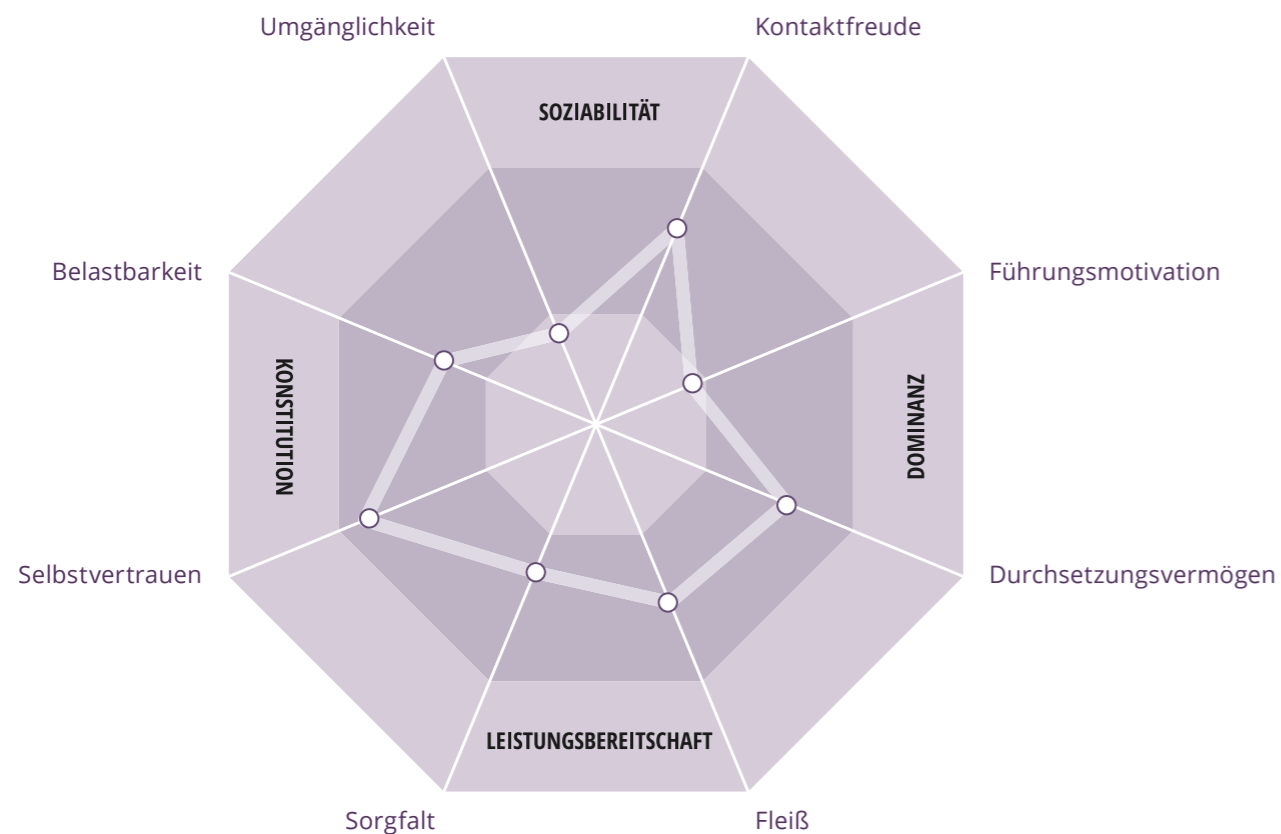 Umgänglichkeit
Kontaktfreude
SOZIABILITÄT
Belastbarkeit
Führungsmotivation
KONSTITUTION
DOMINANZ
Selbstvertrauen
Durchsetzungsvermögen
LEISTUNGSBEREITSCHAFT
Sorgfalt
Fleiß